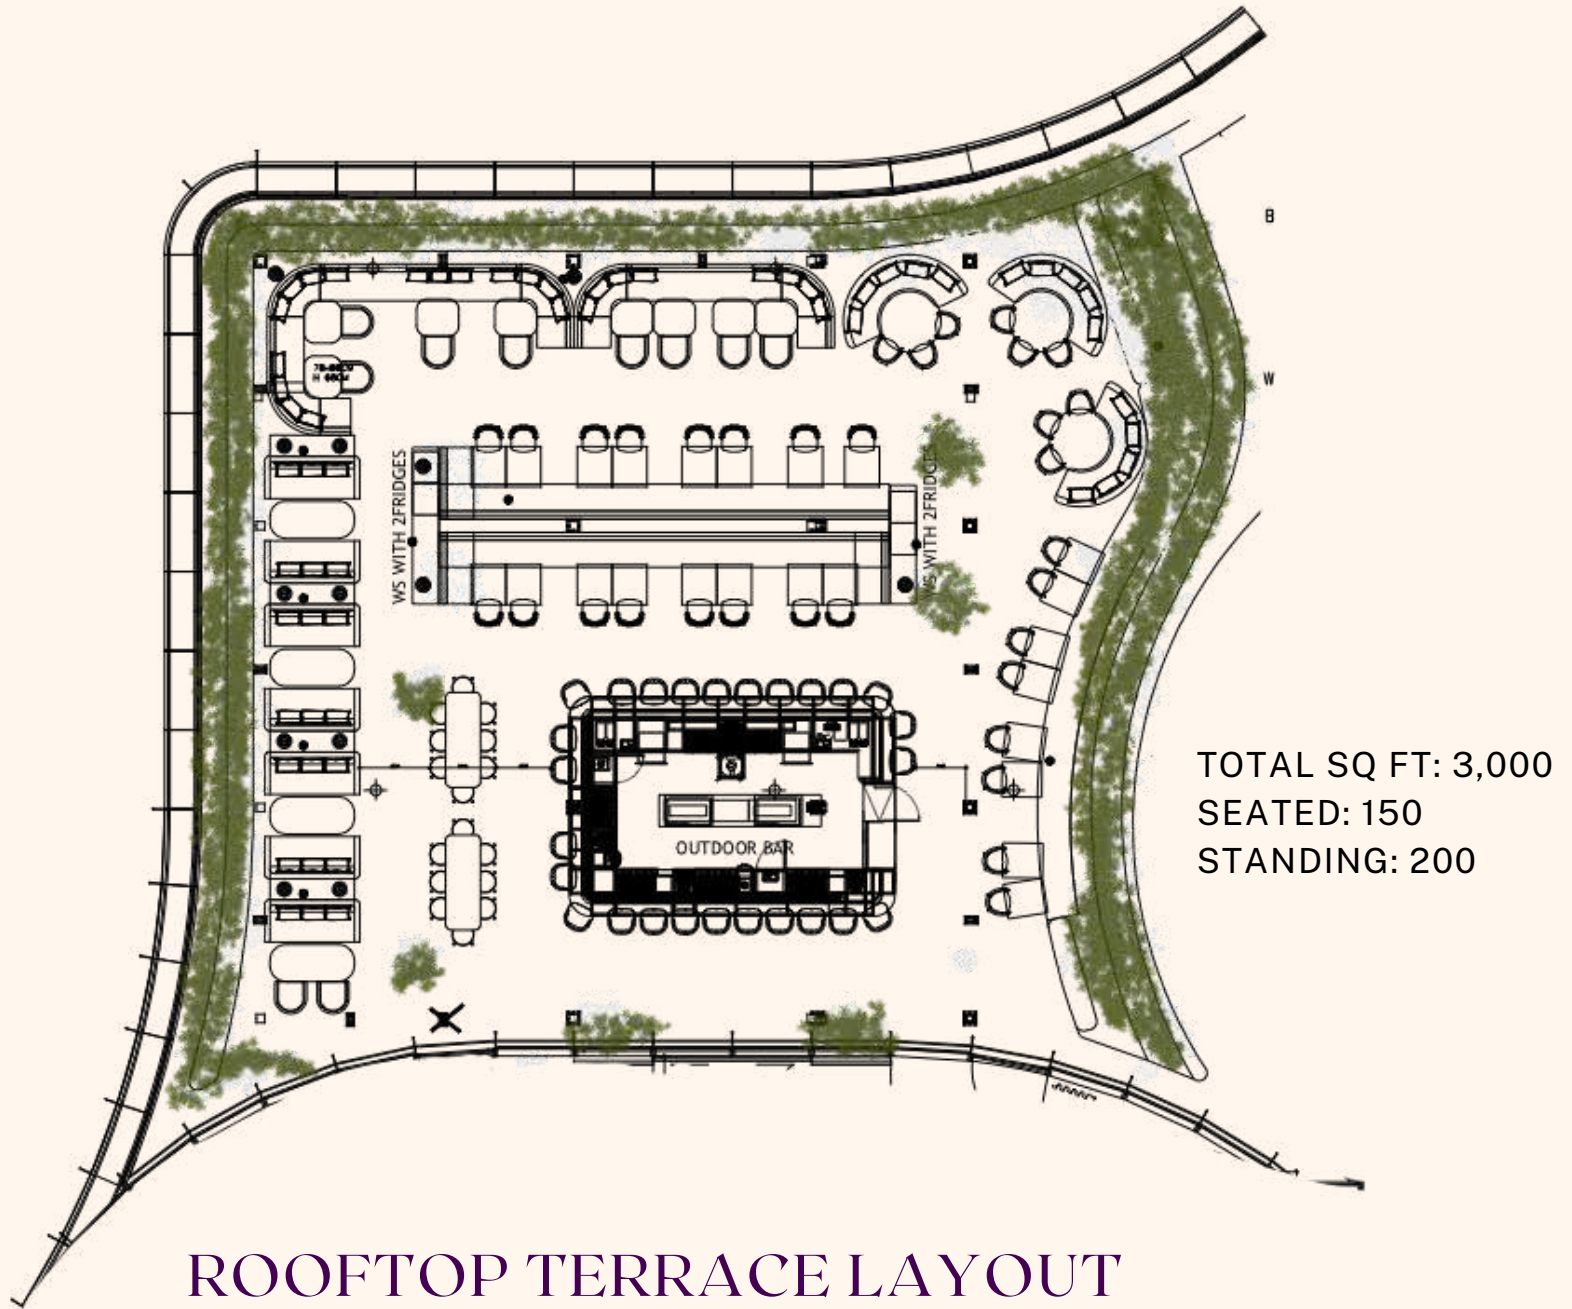 B
W
WS WITH 2FRIDGES
WS WITH 2FRIDGES
OUTDOOR BAR
TOTAL SQ FT: 3,000
SEATED: 150
STANDING: 200
ROOFTOP TERRACE LAYOUT